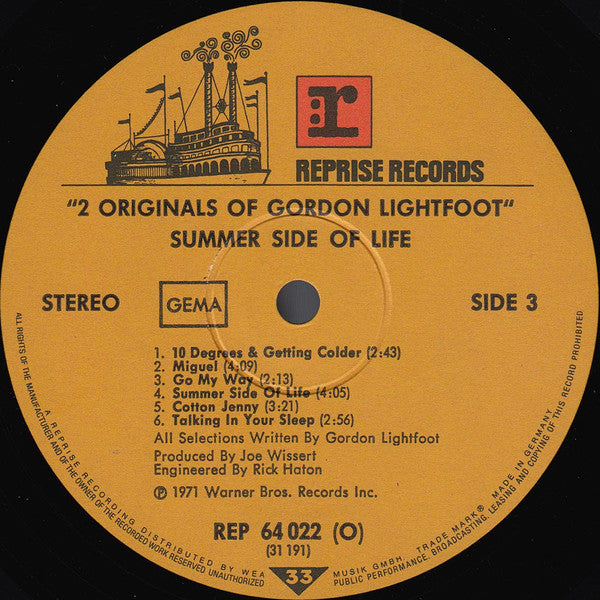 :R
r
REPRISE RECORDS
"2 ORIGINALS OF GORDON LIGHTFOOT"
SUMMER SIDE OF LIFE
STEREO
GEMA
SIDE 3
1. 10 Degrees & Getting Colder (2:43)
2. Miguel (4:09)
3. Go My Way (2:13)
4. Summer Side Of Life (4:05)
5. Cotton Jenny (3:21)
6. Talking In Your Sleep (2:56)
All Selections Written By Gordon Lightfoot
Produced By Joe Wissert
Engineered By Rick Haton
℗ 1971 Warner Bros. Records Inc.
REP 64 022 (O)
(31 191)
33
ALL RIGHTS OF THE MANUFACTURER AND OF THE OWNER OF THE RECORDED WORK RESERVED UNAUTHORIZED PUBLIC PERFORMANCE, BROADCASTING, LEASING AND COPYING OF THIS RECORD PROHIBITED
A REPRISE RECORDING DISTRIBUTED BY WEA MUSIK GMBH. TRADE MARK® MADE IN GERMANY